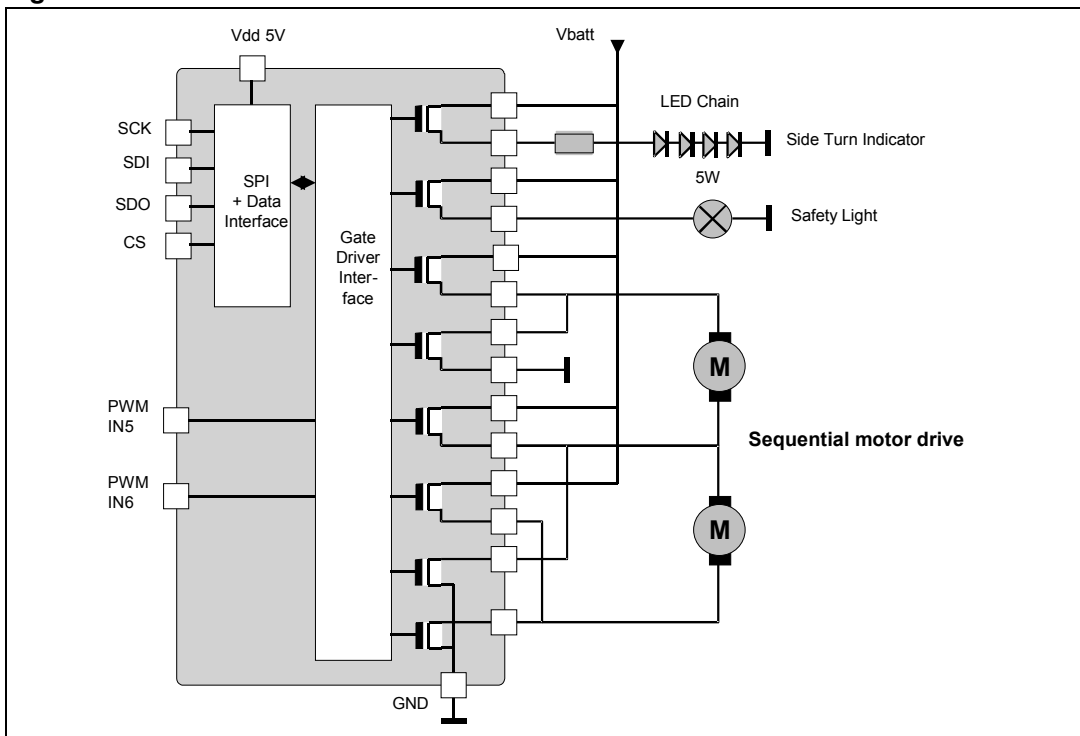 Vdd 5V
Vbatt
LED Chain
SCK
Side Turn Indicator
SDI
SPI
+ Data
Interface
5W
SDO
Safety Light
CS
Gate
Driver
Inter-
face
M
PWM
IN5
Sequential motor drive
PWM
IN6
M
GND